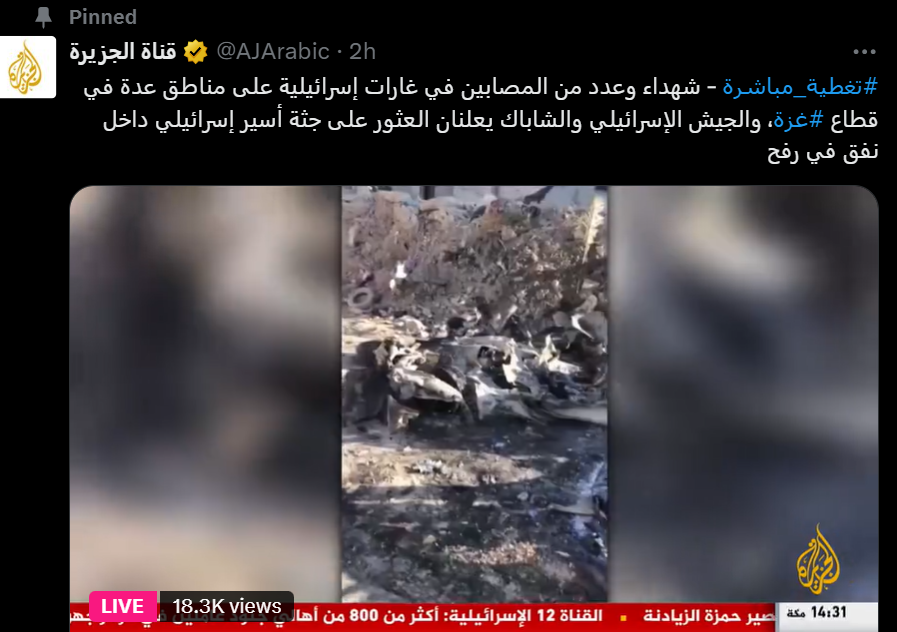 Pinned
قناة الجزيرة @AJArabic · 2h
#تغطية_مباشرة - شهداء وعدد من المصابين في غارات إسرائيلية على مناطق عدة في
قطاع #غزة، والجيش الإسرائيلي والشاباك يعلنان العثور على جثة أسير إسرائيلي داخل
نفق في رفح
الجزيرة
LIVE 18.3K views
14:31 مكة
صير حمزة الزيادنة ▪ القناة 12 الإسرائيلية: أكثر من 800 من أهالي جنود